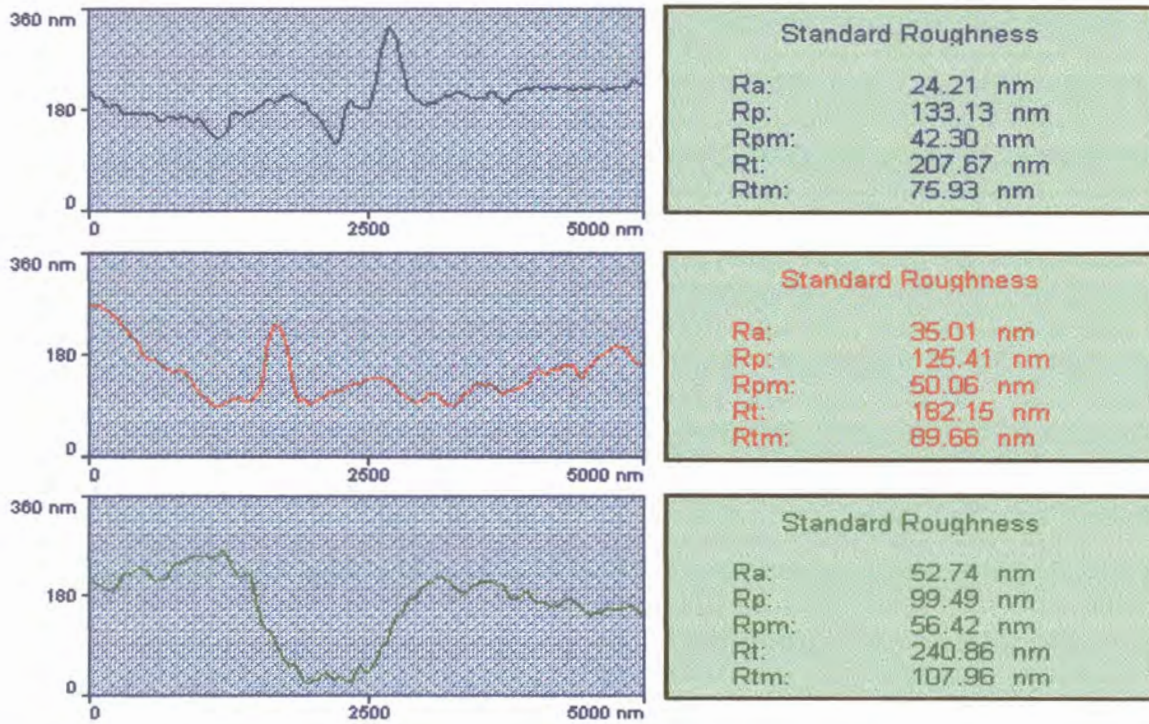 360 nm
180
0
0 2500 5000 nm
Standard Roughness
Ra: 24.21 nm
Rp: 133.13 nm
Rpm: 42.30 nm
Rt: 207.67 nm
Rtm: 75.93 nm
360 nm
180
0
0 2500 5000 nm
Standard Roughness
Ra: 35.01 nm
Rp: 125.41 nm
Rpm: 50.06 nm
Rt: 182.15 nm
Rtm: 89.66 nm
360 nm
180
0
0 2500 5000 nm
Standard Roughness
Ra: 52.74 nm
Rp: 99.49 nm
Rpm: 56.42 nm
Rt: 240.86 nm
Rtm: 107.96 nm